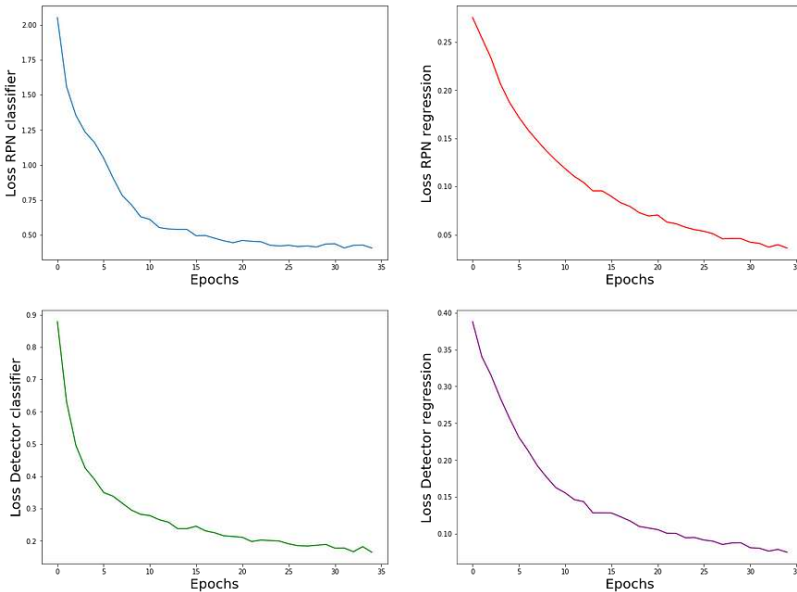 2.00
1.75
1.50
1.25
1.00
0.75
0.50
Loss RPN classifier
0 5 10 15 20 25 30 35
Epochs
0.25
0.20
0.15
0.10
0.05
Loss RPN regression
0 5 10 15 20 25 30 35
Epochs
0.9
0.8
0.7
0.6
0.5
0.4
0.3
0.2
Loss Detector classifier
0 5 10 15 20 25 30 35
Epochs
0.40
0.35
0.30
0.25
0.20
0.15
0.10
Loss Detector regression
0 5 10 15 20 25 30 35
Epochs